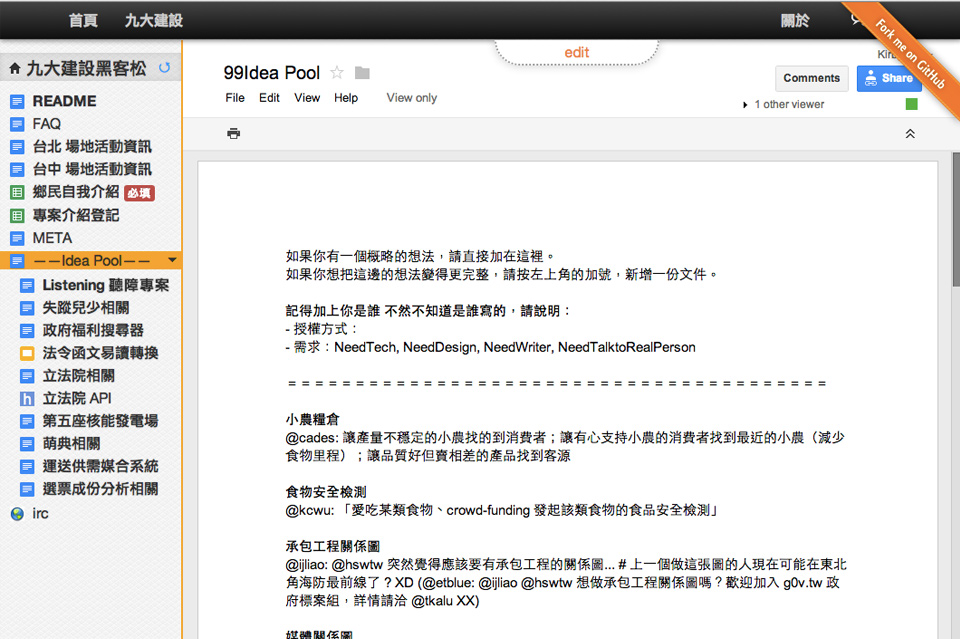 首頁 九大建設 關於
Fork me on GitHub
九大建設黑客松
README
FAQ
台北 場地活動資訊
台中 場地活動資訊
鄉民自我介紹 必填
專案介紹登記
META
——Idea Pool——
Listening 聽障專案
失蹤兒少相關
政府福利搜尋器
法令函文易讀轉換
立法院相關
h 立法院 API
第五座核能發電場
萌典相關
運送供需媒合系統
選票成份分析相關
irc
edit
99Idea Pool
File Edit View Help View only
Comments Share
1 other viewer
如果你有一個概略的想法，請直接加在這裡。
如果你想把這邊的想法變得更完整，請按左上角的加號，新增一份文件。
記得加上你是誰 不然不知道是誰寫的，請說明：
- 授權方式：
- 需求：NeedTech, NeedDesign, NeedWriter, NeedTalktoRealPerson
＝＝＝＝＝＝＝＝＝＝＝＝＝＝＝＝＝＝＝＝＝＝＝＝＝＝＝＝＝＝＝＝＝＝＝＝＝＝＝＝
小農糧倉
@cades: 讓產量不穩定的小農找的到消費者；讓有心支持小農的消費者找到最近的小農（減少
食物里程）；讓品質好但賣相差的產品找到客源
食物安全檢測
@kcwu: 「愛吃某類食物、crowd-funding 發起該類食物的食品安全檢測」
承包工程關係圖
@ijliao: @hswtw 突然覺得應該要有承包工程的關係圖... # 上一個做這張圖的人現在可能在東北
角海防最前線了？XD (@etblue: @ijliao @hswtw 想做承包工程關係圖嗎？歡迎加入 g0v.tw 政
府標案組，詳情請洽 @tkalu XX)
媒體關係圖